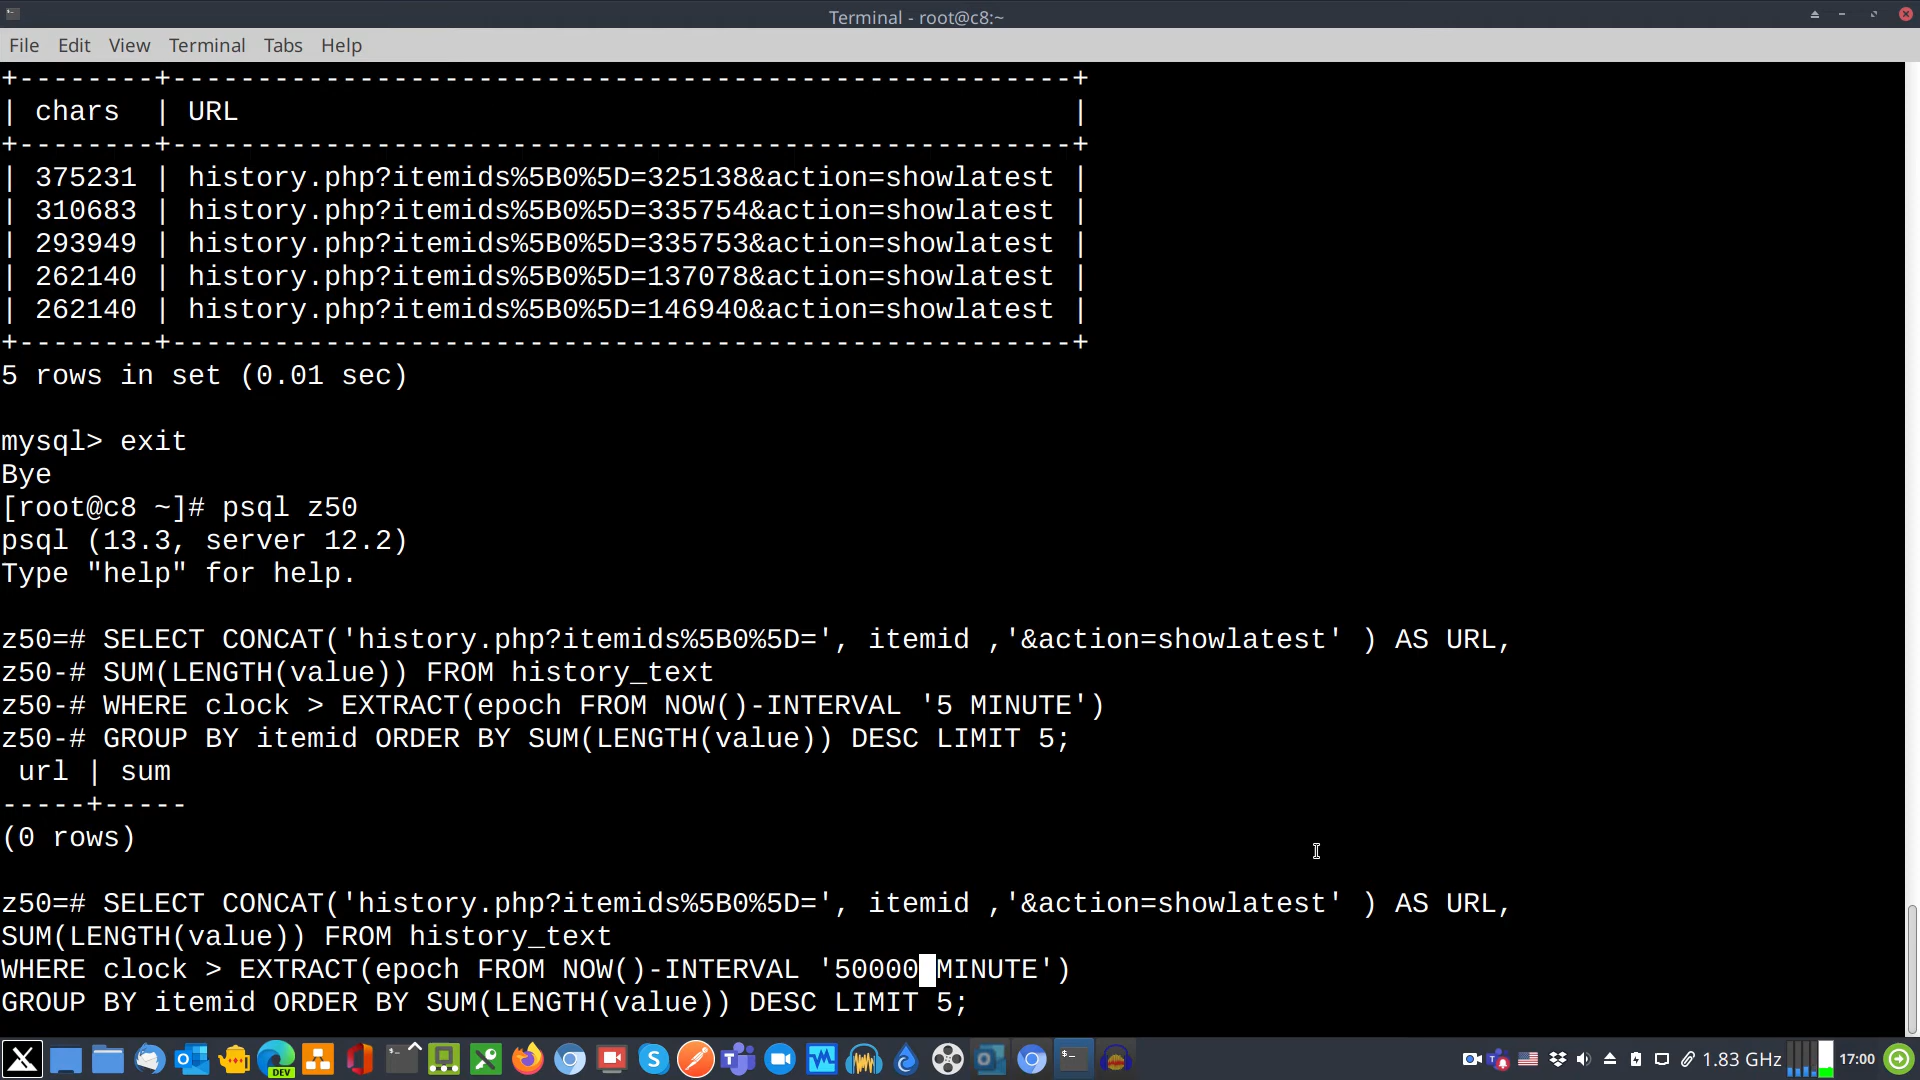 Terminal - root@c8:~
File Edit View Terminal Tabs Help
+--------+-----------------------------------------------------+
| chars  | URL                                                 |
+--------+-----------------------------------------------------+
| 375231 | history.php?itemids%5B0%5D=325138&action=showlatest |
| 310683 | history.php?itemids%5B0%5D=335754&action=showlatest |
| 293949 | history.php?itemids%5B0%5D=335753&action=showlatest |
| 262140 | history.php?itemids%5B0%5D=137078&action=showlatest |
| 262140 | history.php?itemids%5B0%5D=146940&action=showlatest |
+--------+-----------------------------------------------------+
5 rows in set (0.01 sec)
mysql> exit
Bye
[root@c8 ~]# psql z50
psql (13.3, server 12.2)
Type "help" for help.
z50=# SELECT CONCAT('history.php?itemids%5B0%5D=', itemid ,'&action=showlatest' ) AS URL,
z50-# SUM(LENGTH(value)) FROM history_text
z50-# WHERE clock > EXTRACT(epoch FROM NOW()-INTERVAL '5 MINUTE')
z50-# GROUP BY itemid ORDER BY SUM(LENGTH(value)) DESC LIMIT 5;
 url | sum
-----+-----
(0 rows)
z50=# SELECT CONCAT('history.php?itemids%5B0%5D=', itemid ,'&action=showlatest' ) AS URL,
SUM(LENGTH(value)) FROM history_text
WHERE clock > EXTRACT(epoch FROM NOW()-INTERVAL '50000 MINUTE')
GROUP BY itemid ORDER BY SUM(LENGTH(value)) DESC LIMIT 5;
DEV
1.83 GHz
17:00